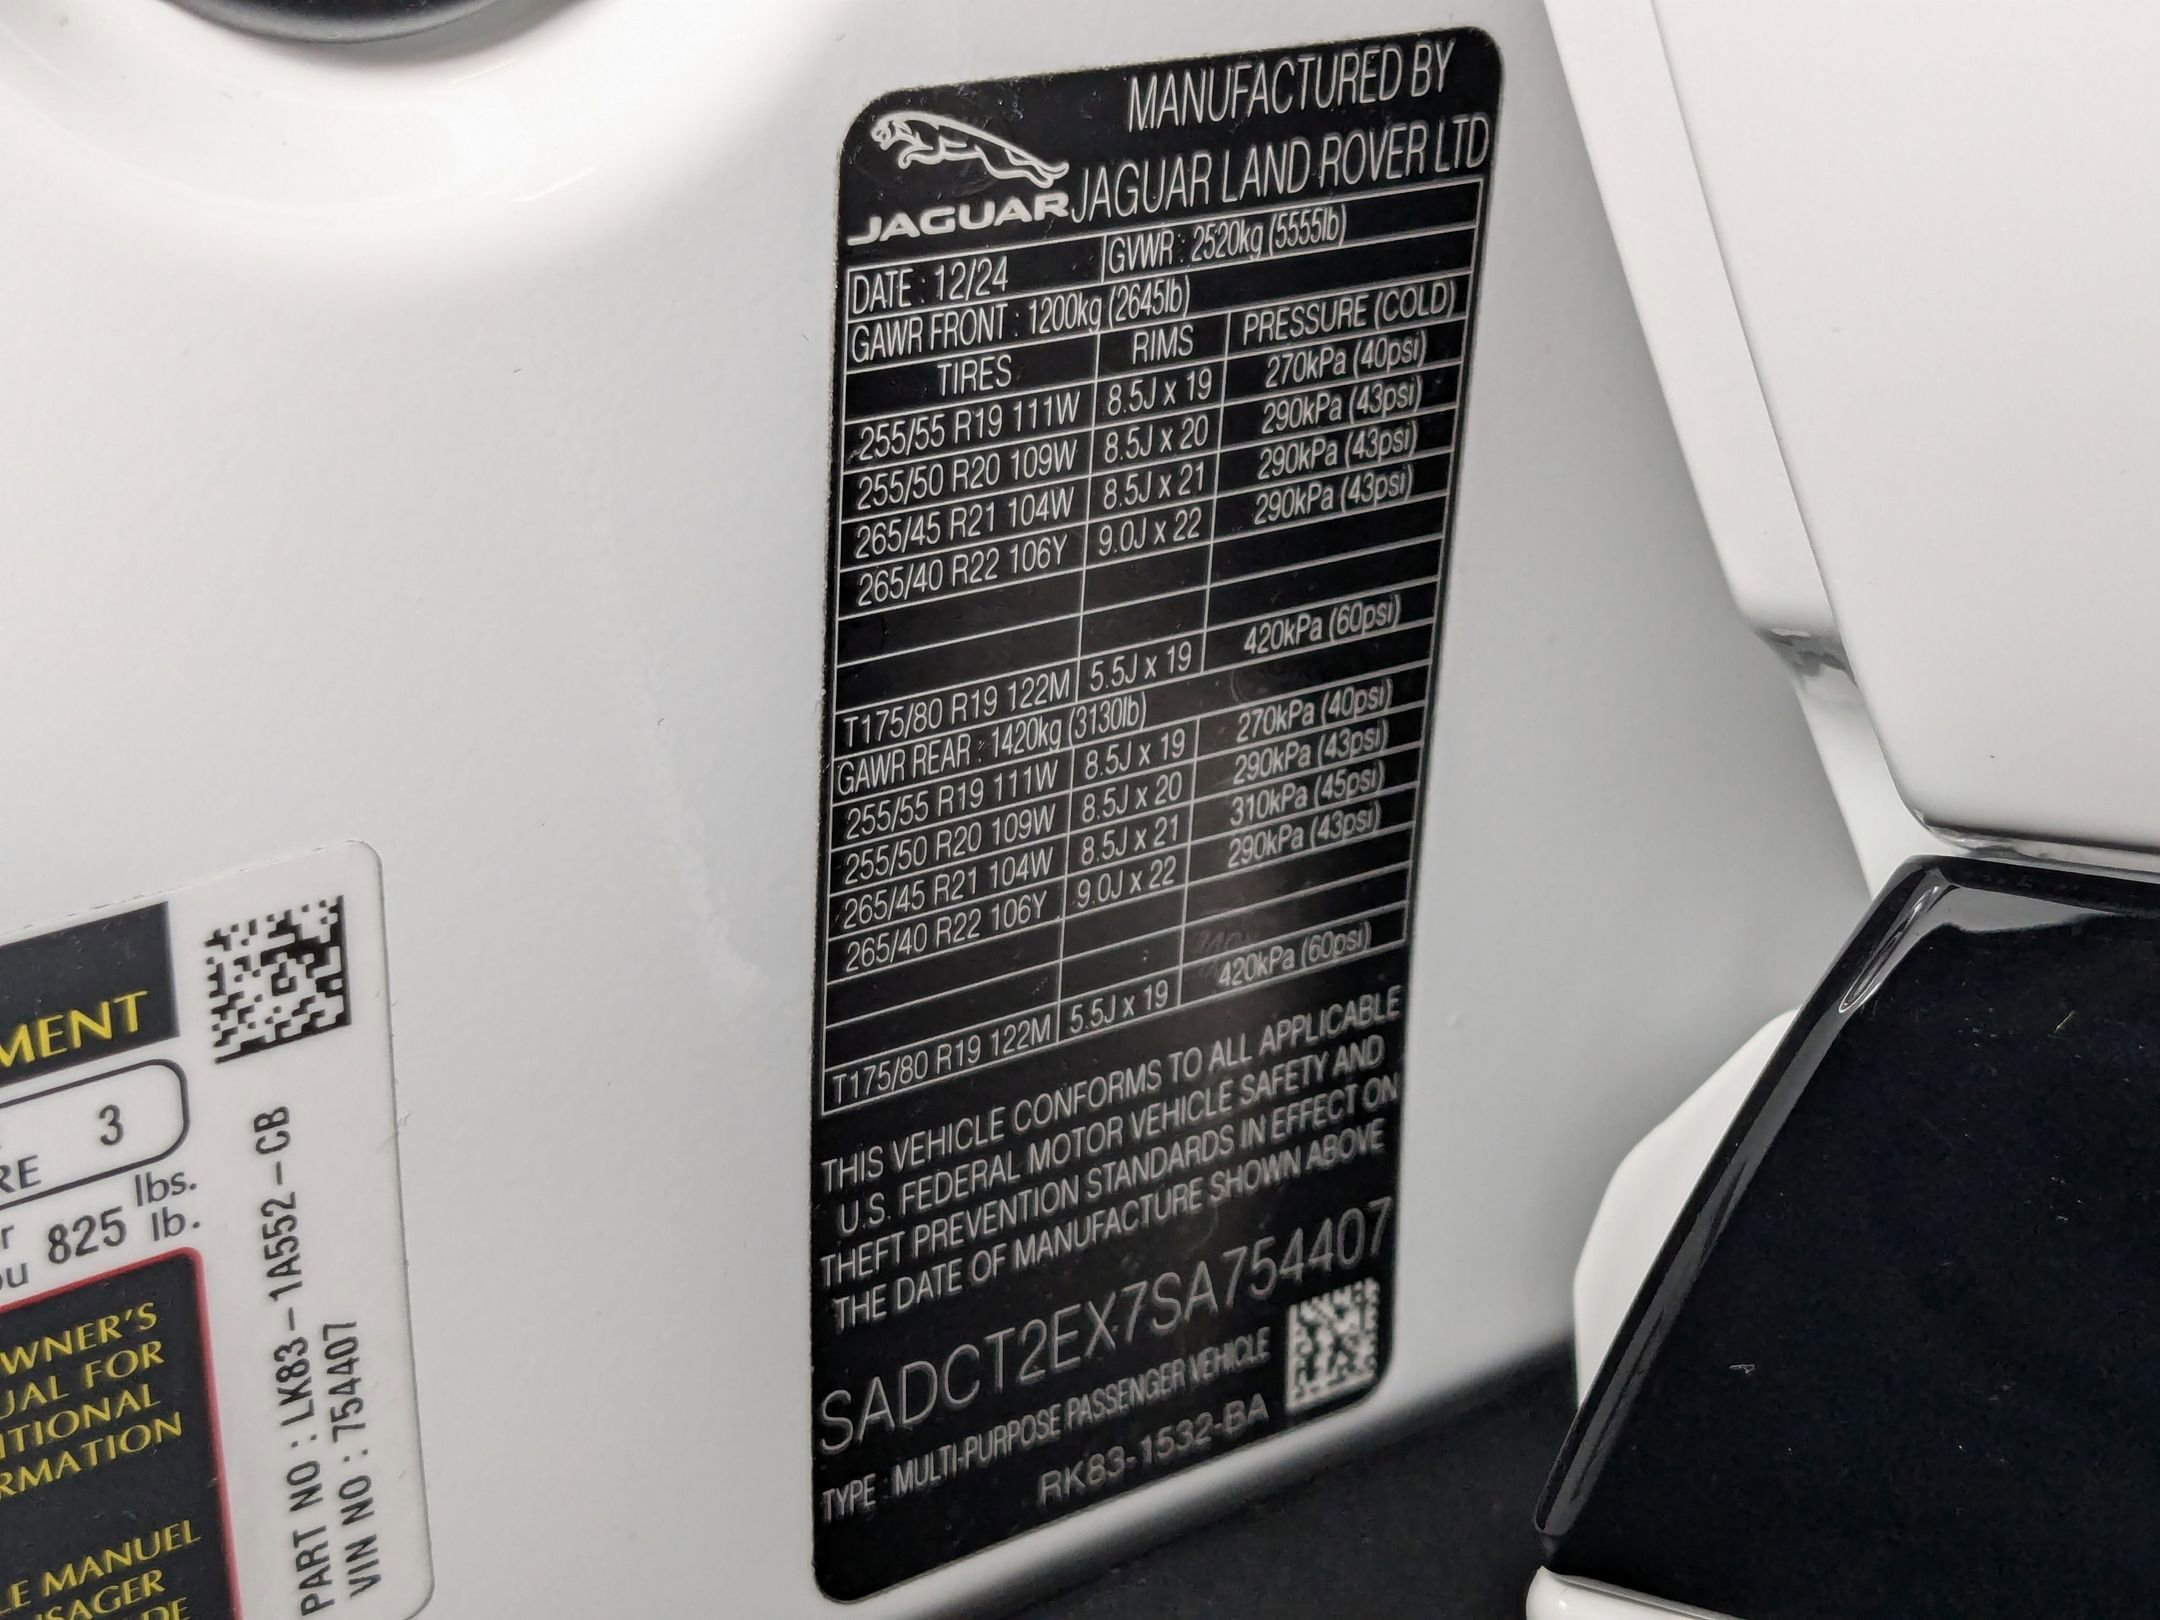 MANUFACTURED BY
JAGUAR JAGUAR LAND ROVER LTD
DATE : 12/24 GVWR : 2520kg (5555lb)
GAWR FRONT : 1200kg (2645lb)
TIRES RIMS PRESSURE (COLD)
255/55 R19 111W 8.5J x 19 270kPa (40psi)
255/50 R20 109W 8.5J x 20 290kPa (43psi)
265/45 R21 104W 8.5J x 21 290kPa (43psi)
265/40 R22 106Y 9.0J x 22 290kPa (43psi)
T175/80 R19 122M 5.5J x 19 420kPa (60psi)
GAWR REAR : 1420kg (3130lb)
255/55 R19 111W 8.5J x 19 270kPa (40psi)
255/50 R20 109W 8.5J x 20 290kPa (43psi)
265/45 R21 104W 8.5J x 21 310kPa (45psi)
265/40 R22 106Y 9.0J x 22 290kPa (43psi)
T175/80 R19 122M 5.5J x 19 420kPa (60psi)
THIS VEHICLE CONFORMS TO ALL APPLICABLE
U.S. FEDERAL MOTOR VEHICLE SAFETY AND
THEFT PREVENTION STANDARDS IN EFFECT ON
THE DATE OF MANUFACTURE SHOWN ABOVE
SADCT2EX7SA754407
TYPE : MULTI-PURPOSE PASSENGER VEHICLE
RK83-1532-BA
MENT
3
RE
lbs.
825 lb.
WNER'S
UAL FOR
ITIONAL
RMATION
LE MANUEL
SAGER
DE
PART NO : LK83-1A552-CB
VIN NO : 754407